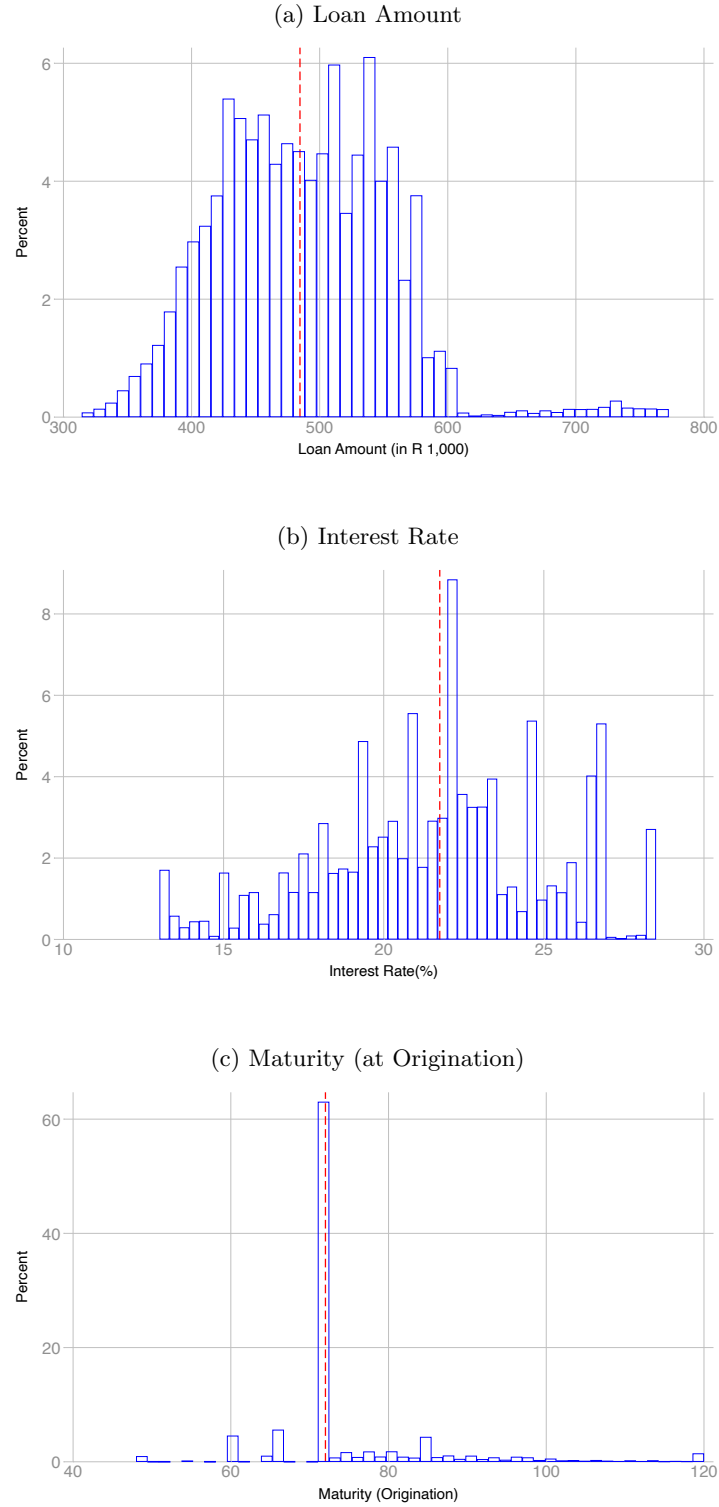 (a) Loan Amount
6
4
2
0
Percent
300 400 500 600 700 800
Loan Amount (in R 1,000)
(b) Interest Rate
8
6
4
2
0
Percent
10 15 20 25 30
Interest Rate(%)
(c) Maturity (at Origination)
60
40
20
0
Percent
40 60 80 100 120
Maturity (Origination)